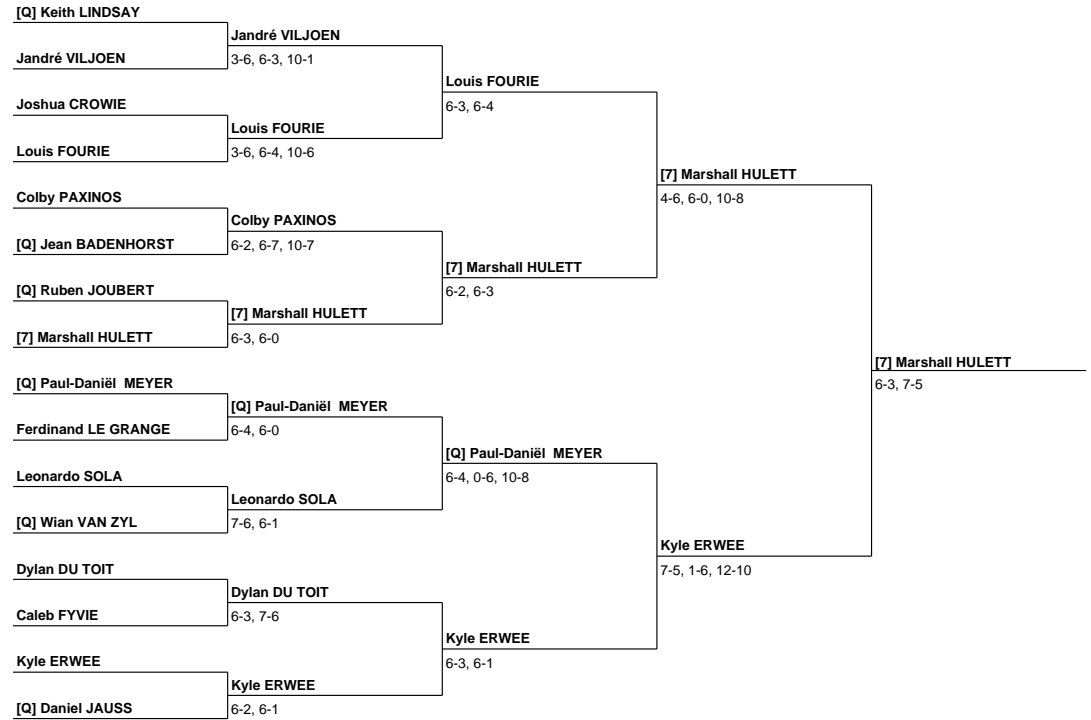 [Q] Keith LINDSAY
Jandré VILJOEN
Jandré VILJOEN
3-6, 6-3, 10-1
Louis FOURIE
6-3, 6-4
Joshua CROWIE
Louis FOURIE
Louis FOURIE
3-6, 6-4, 10-6
[7] Marshall HULETT
4-6, 6-0, 10-8
Colby PAXINOS
Colby PAXINOS
[Q] Jean BADENHORST
6-2, 6-7, 10-7
[7] Marshall HULETT
6-2, 6-3
[Q] Ruben JOUBERT
[7] Marshall HULETT
[7] Marshall HULETT
6-3, 6-0
[7] Marshall HULETT
6-3, 7-5
[Q] Paul-Daniël  MEYER
[Q] Paul-Daniël  MEYER
Ferdinand LE GRANGE
6-4, 6-0
[Q] Paul-Daniël  MEYER
6-4, 0-6, 10-8
Leonardo SOLA
Leonardo SOLA
[Q] Wian VAN ZYL
7-6, 6-1
Kyle ERWEE
7-5, 1-6, 12-10
Dylan DU TOIT
Dylan DU TOIT
Caleb FYVIE
6-3, 7-6
Kyle ERWEE
6-3, 6-1
Kyle ERWEE
Kyle ERWEE
[Q] Daniel JAUSS
6-2, 6-1